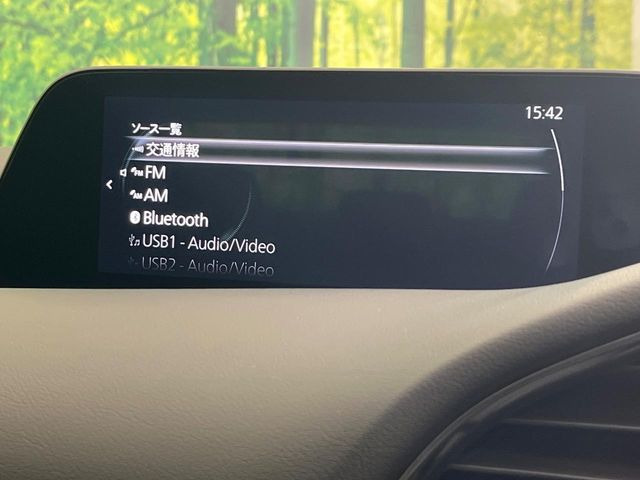 15:42
ソース一覧
交通情報
FM
AM
Bluetooth
USB1 - Audio/Video
USB2 - Audio/Video